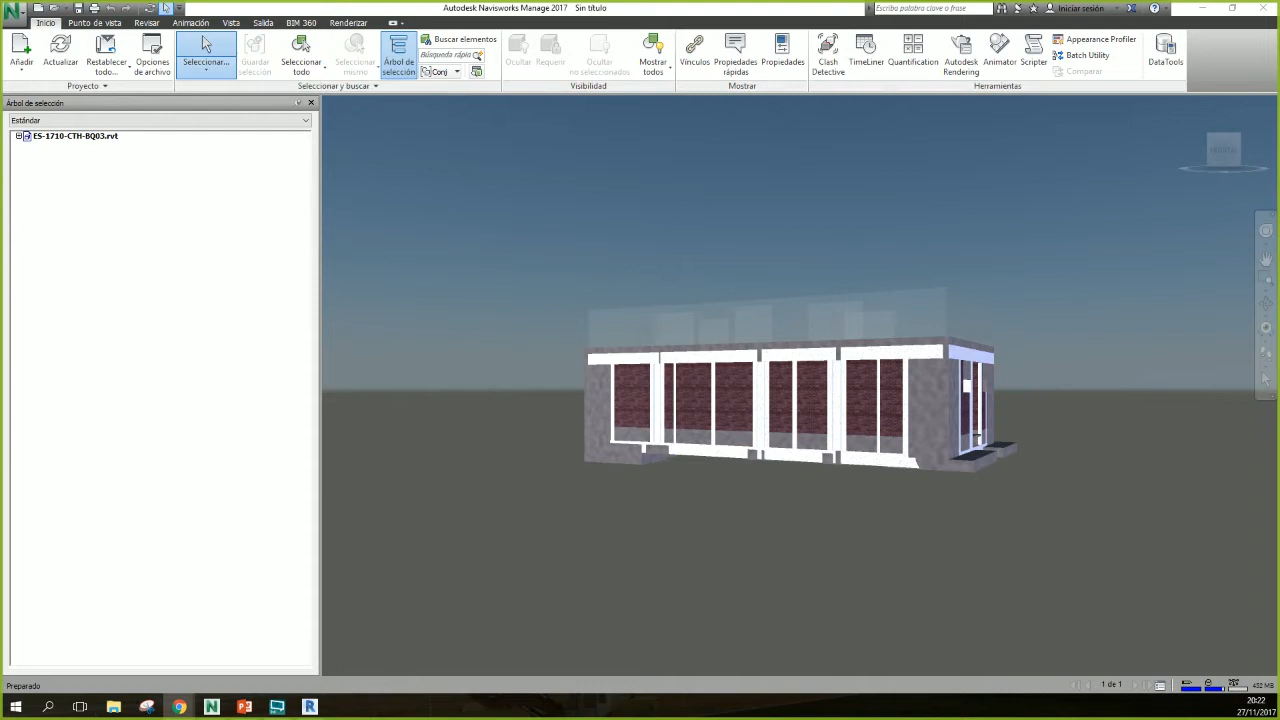 Autodesk Navisworks Manage 2017 Sin título
Escriba palabra clave o frase
Iniciar sesión
Inicio Punto de vista Revisar Animación Vista Salida BIM 360 Renderizar
Añadir
Actualizar
Restablecer todo...
Opciones de archivo
Seleccionar...
Guardar selección
Seleccionar todo
Seleccionar mismo
Árbol de selección
Buscar elementos
Búsqueda rápida
Conj
Ocultar
Requerir
Ocultar no seleccionados
Mostrar todos
Vínculos
Propiedades rápidas
Propiedades
Clash Detective
TimeLiner
Quantification
Autodesk Rendering
Animator
Scripter
Appearance Profiler
Batch Utility
Comparar
DataTools
Proyecto
Seleccionar y buscar
Visibilidad
Mostrar
Herramientas
Árbol de selección
Estándar
ES-1710-CTH-BQ03.rvt
Preparado
1 de 1
432 MB
20:22
27/11/2017